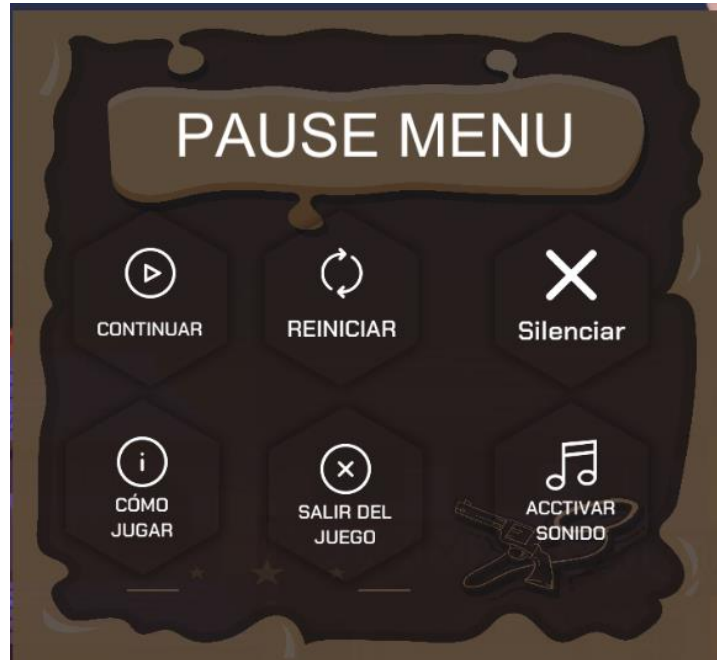 PAUSE MENU
CONTINUAR
REINICIAR
Silenciar
CÓMO
JUGAR
SALIR DEL
JUEGO
ACCTIVAR
SONIDO